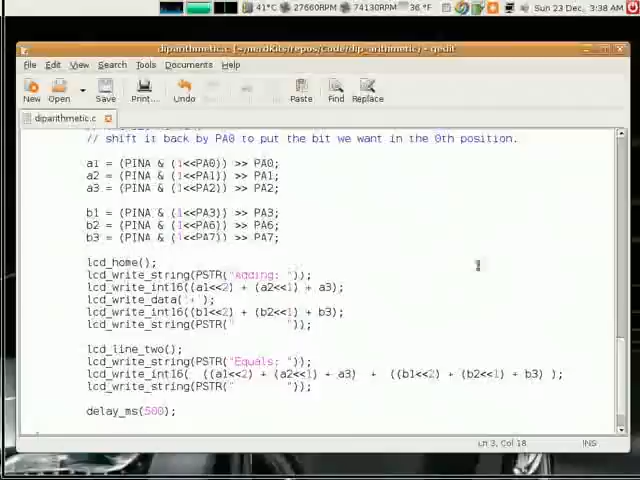 41°C 27660RPM 74130RPM 36 °F Sun 23 Dec, 3:38 AM
diparithmetic.c (~/nerdkits/repos/code/dip_arithmetic) - gedit
File Edit View Search Tools Documents Help
New Open Save Print... Undo Paste Find Replace
diparithmetic.c
// shift it back by PA0 to put the bit we want in the 0th position.
a1 = (PINA & (1<<PA0)) >> PA0;
a2 = (PINA & (1<<PA1)) >> PA1;
a3 = (PINA & (1<<PA2)) >> PA2;
b1 = (PINA & (1<<PA3)) >> PA3;
b2 = (PINA & (1<<PA6)) >> PA6;
b3 = (PINA & (1<<PA7)) >> PA7;
lcd_home();
lcd_write_string(PSTR("Adding: "));
lcd_write_int16((a1<<2) + (a2<<1) + a3);
lcd_write_data('+');
lcd_write_int16((b1<<2) + (b2<<1) + b3);
lcd_write_string(PSTR("        "));
lcd_line_two();
lcd_write_string(PSTR("Equals: "));
lcd_write_int16( ((a1<<2) + (a2<<1) + a3) + ((b1<<2) + (b2<<1) + b3) );
lcd_write_string(PSTR("        "));
delay_ms(500);
Ln 3, Col 18 INS